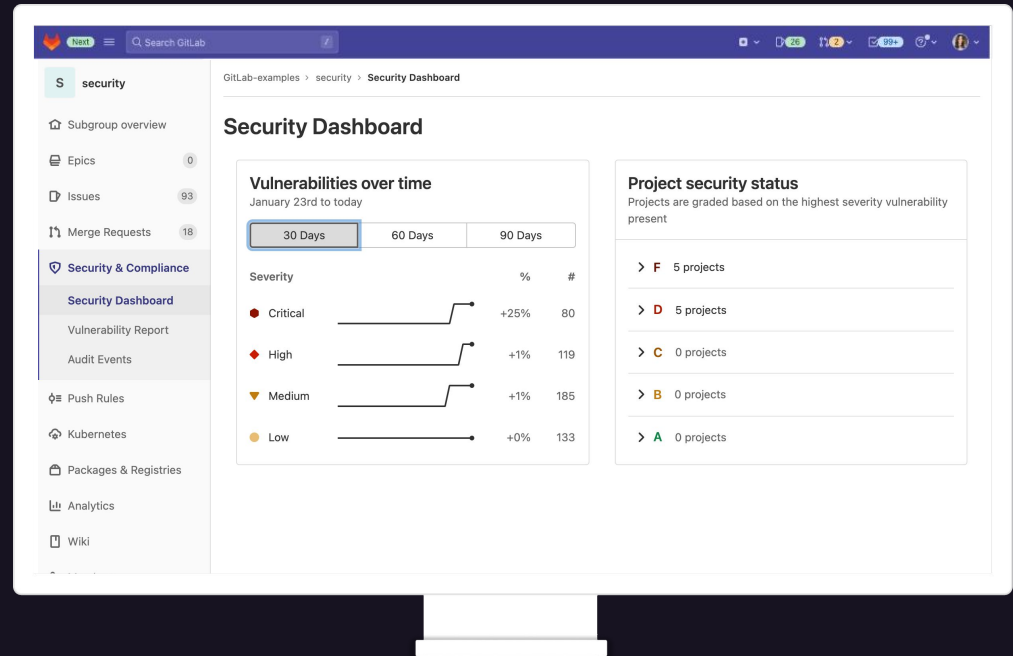 Next
Search GitLab
/
26
2
99+
S security
Subgroup overview
Epics 0
Issues 93
Merge Requests 18
Security & Compliance
Security Dashboard
Vulnerability Report
Audit Events
Push Rules
Kubernetes
Packages & Registries
Analytics
Wiki
GitLab-examples › security › Security Dashboard
Security Dashboard
Vulnerabilities over time
January 23rd to today
30 Days 60 Days 90 Days
Severity % #
Critical +25% 80
High +1% 119
Medium +1% 185
Low +0% 133
Project security status
Projects are graded based on the highest severity vulnerability
present
F 5 projects
D 5 projects
C 0 projects
B 0 projects
A 0 projects